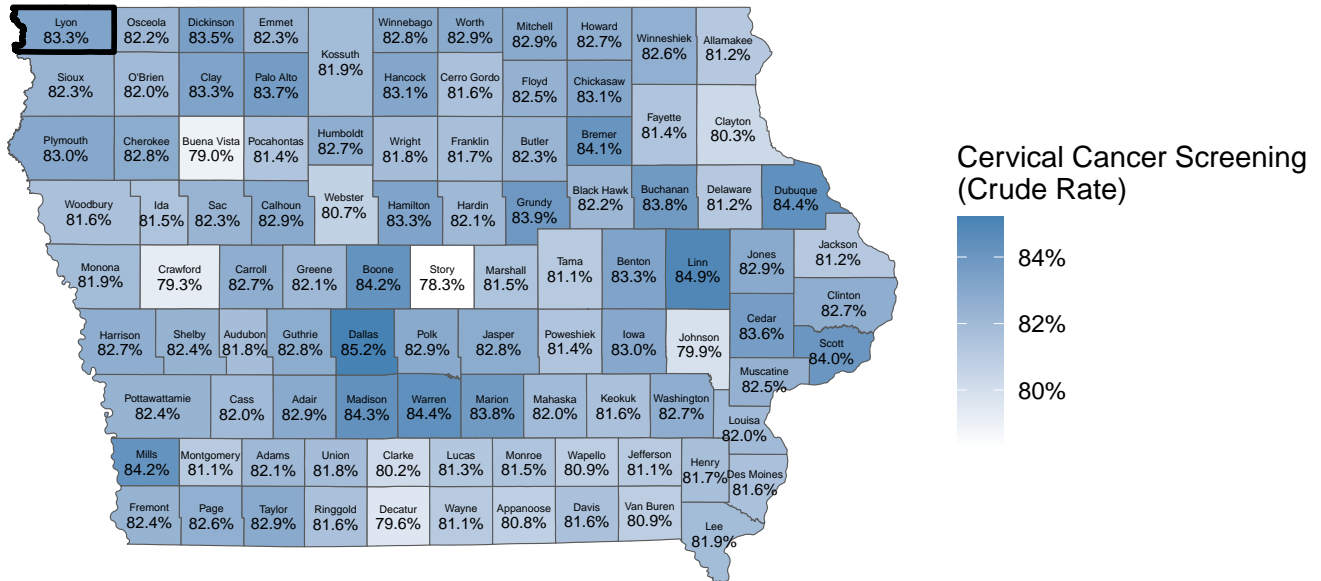 Lyon
83.3%
Osceola
82.2%
Dickinson
83.5%
Emmet
82.3%
Kossuth
81.9%
Winnebago
82.8%
Worth
82.9%
Mitchell
82.9%
Howard
82.7%
Winneshiek
82.6%
Allamakee
81.2%
Sioux
82.3%
O'Brien
82.0%
Clay
83.3%
Palo Alto
83.7%
Hancock
83.1%
Cerro Gordo
81.6%
Floyd
82.5%
Chickasaw
83.1%
Fayette
81.4%
Clayton
80.3%
Plymouth
83.0%
Cherokee
82.8%
Buena Vista
79.0%
Pocahontas
81.4%
Humboldt
82.7%
Wright
81.8%
Franklin
81.7%
Butler
82.3%
Bremer
84.1%
Woodbury
81.6%
Ida
81.5%
Sac
82.3%
Calhoun
82.9%
Webster
80.7%
Hamilton
83.3%
Hardin
82.1%
Grundy
83.9%
Black Hawk
82.2%
Buchanan
83.8%
Delaware
81.2%
Dubuque
84.4%
Monona
81.9%
Crawford
79.3%
Carroll
82.7%
Greene
82.1%
Boone
84.2%
Story
78.3%
Marshall
81.5%
Tama
81.1%
Benton
83.3%
Linn
84.9%
Jones
82.9%
Jackson
81.2%
Clinton
82.7%
Harrison
82.7%
Shelby
82.4%
Audubon
81.8%
Guthrie
82.8%
Dallas
85.2%
Polk
82.9%
Jasper
82.8%
Poweshiek
81.4%
Iowa
83.0%
Johnson
79.9%
Cedar
83.6%
Scott
84.0%
Muscatine
82.5%
Pottawattamie
82.4%
Cass
82.0%
Adair
82.9%
Madison
84.3%
Warren
84.4%
Marion
83.8%
Mahaska
82.0%
Keokuk
81.6%
Washington
82.7%
Louisa
82.0%
Mills
84.2%
Montgomery
81.1%
Adams
82.1%
Union
81.8%
Clarke
80.2%
Lucas
81.3%
Monroe
81.5%
Wapello
80.9%
Jefferson
81.1%
Henry
81.7%
Des Moines
81.6%
Fremont
82.4%
Page
82.6%
Taylor
82.9%
Ringgold
81.6%
Decatur
79.6%
Wayne
81.1%
Appanoose
80.8%
Davis
81.6%
Van Buren
80.9%
Lee
81.9%
Cervical Cancer Screening
(Crude Rate)
84%
82%
80%